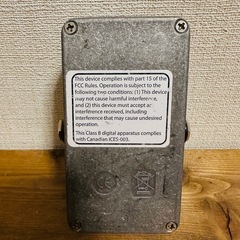 This device complies with part 15 of the
FCC Rules. Operation is subject to the
following two conditions: (1) This device
may not cause harmful interference,
and (2) this device must accept any
interference received, including
interference that may cause undesired
operation.
This Class B digital apparatus complies
with Canadian ICES-003.